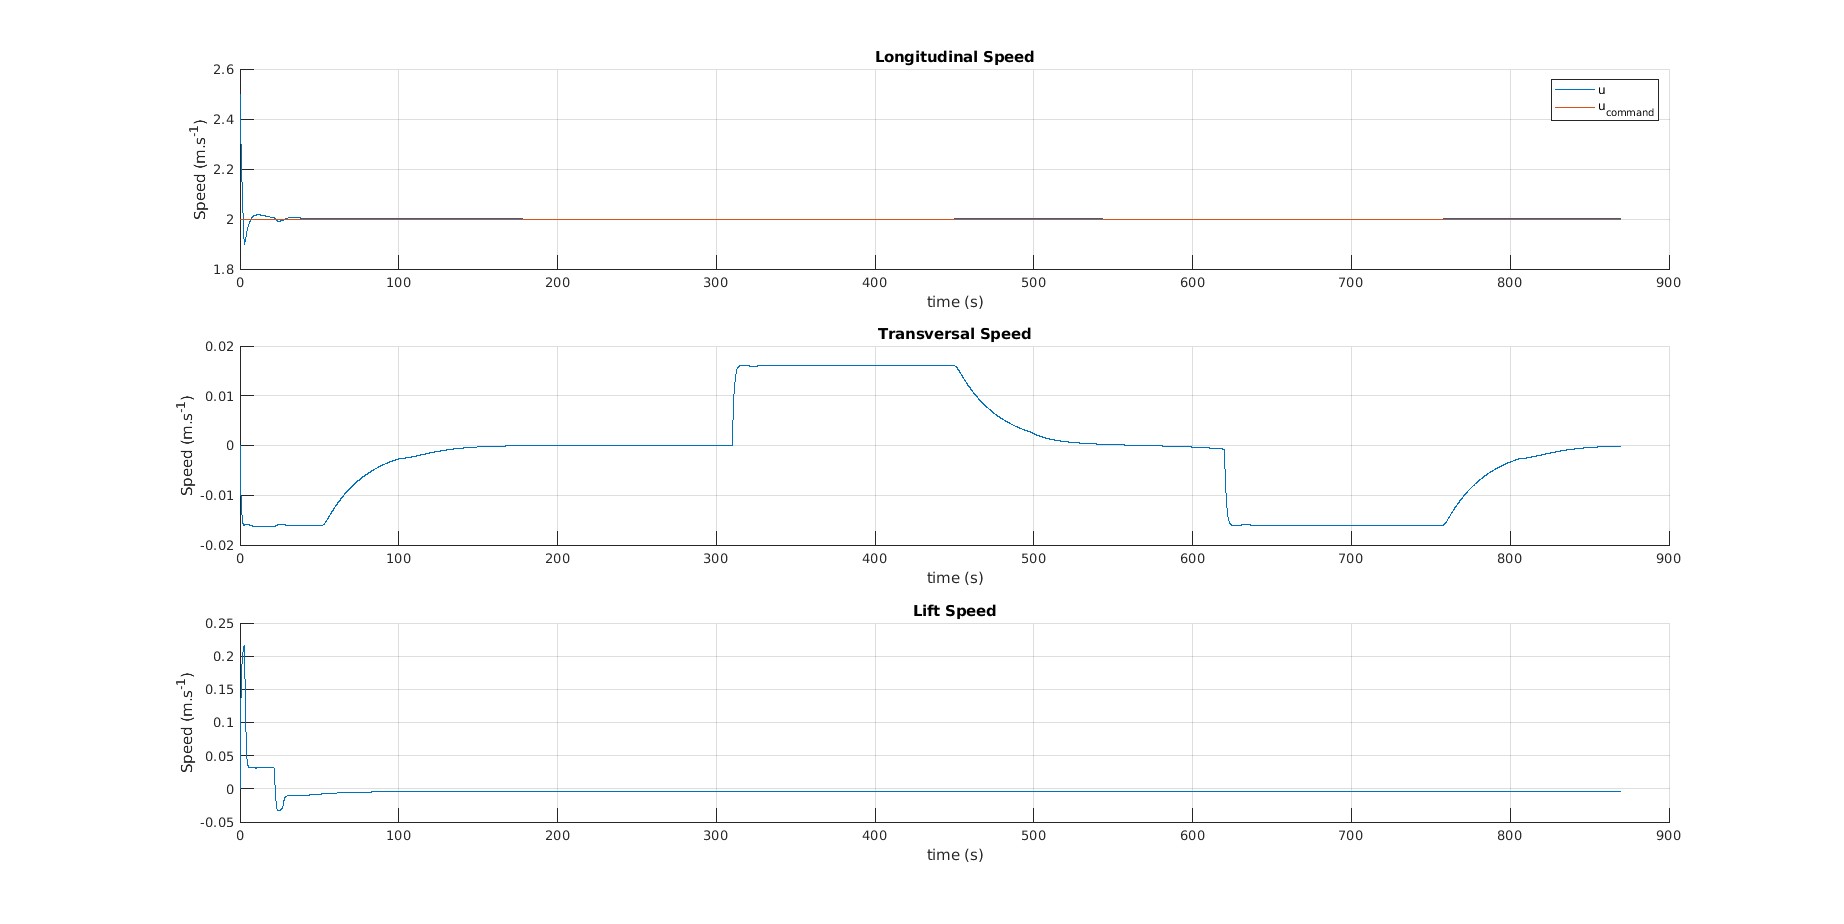 Longitudinal Speed
2.6
2.4
2.2
2
1.8
Speed (m.s-1)
u
ucommand
0 100 200 300 400 500 600 700 800 900
time (s)
Transversal Speed
0.02
0.01
0
-0.01
-0.02
Speed (m.s-1)
0 100 200 300 400 500 600 700 800 900
time (s)
Lift Speed
0.25
0.2
0.15
0.1
0.05
0
-0.05
Speed (m.s-1)
0 100 200 300 400 500 600 700 800 900
time (s)